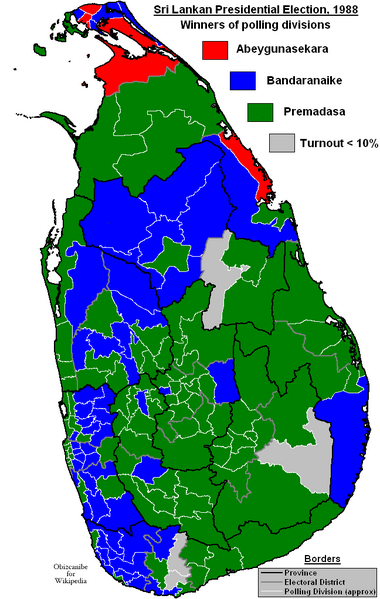 Sri Lankan Presidential Election, 1988
Winners of polling divisions
Abeygunasekara
Bandaranaike
Premadasa
Turnout < 10%
Obizcanibe
for
Wikipedia
Borders
Province
Electoral District
Polling Division (approx)